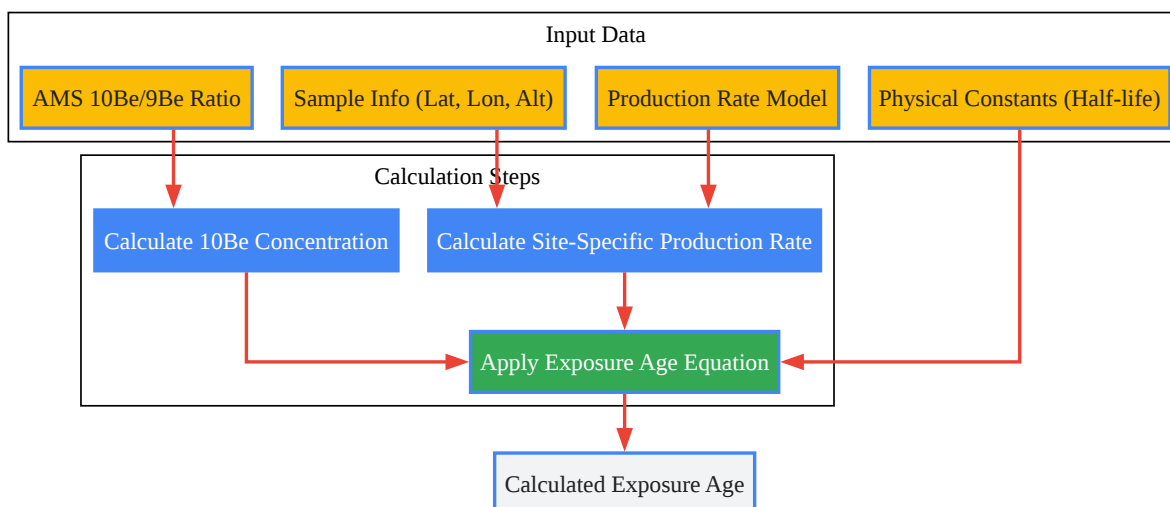 Input Data
AMS 10Be/9Be Ratio
Sample Info (Lat, Lon, Alt)
Production Rate Model
Physical Constants (Half-life)
Calculation Steps
Calculate 10Be Concentration
Calculate Site-Specific Production Rate
Apply Exposure Age Equation
Calculated Exposure Age